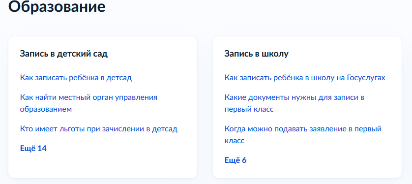 Образование
Запись в детский сад
Как записать ребёнка в детсад
Как найти местный орган управления
образованием
Кто имеет льготы при зачислении в детсад
Ещё 14
Запись в школу
Как записать ребёнка в школу на Госуслугах
Какие документы нужны для записи в
первый класс
Когда можно подавать заявление в первый
класс
Ещё 6